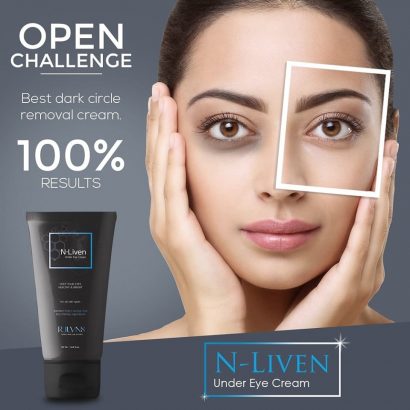 OPEN
CHALLENGE
Best dark circle
removal cream.
100%
RESULTS
N-Liven
Under Eye Cream
N-LIVEN
Under Eye Cream